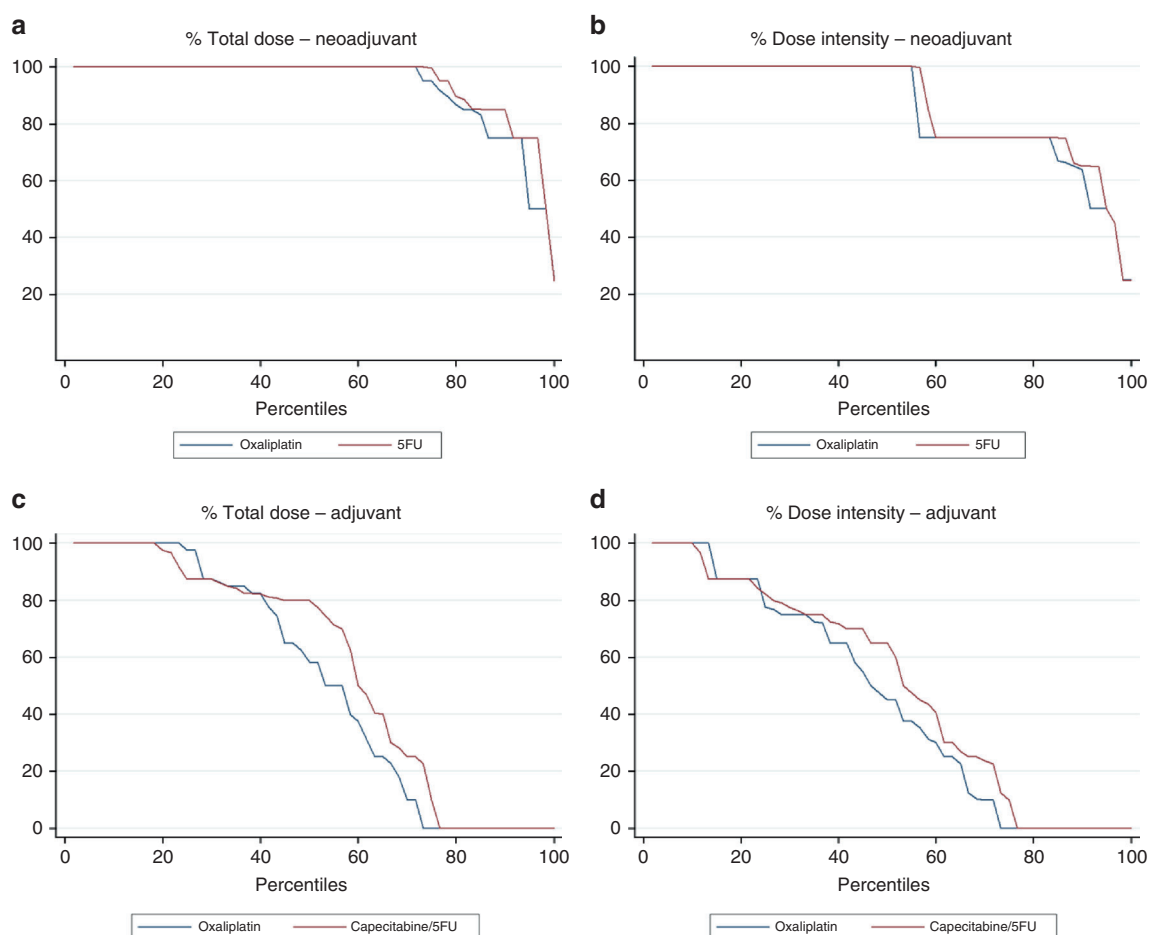 a
% Total dose – neoadjuvant
100
80
60
40
20
0 20 40 60 80 100
Percentiles
Oxaliplatin 5FU
b
% Dose intensity – neoadjuvant
100
80
60
40
20
0 20 40 60 80 100
Percentiles
Oxaliplatin 5FU
c
% Total dose – adjuvant
100
80
60
40
20
0
0 20 40 60 80 100
Percentiles
Oxaliplatin Capecitabine/5FU
d
% Dose intensity – adjuvant
100
80
60
40
20
0
0 20 40 60 80 100
Percentiles
Oxaliplatin Capecitabine/5FU